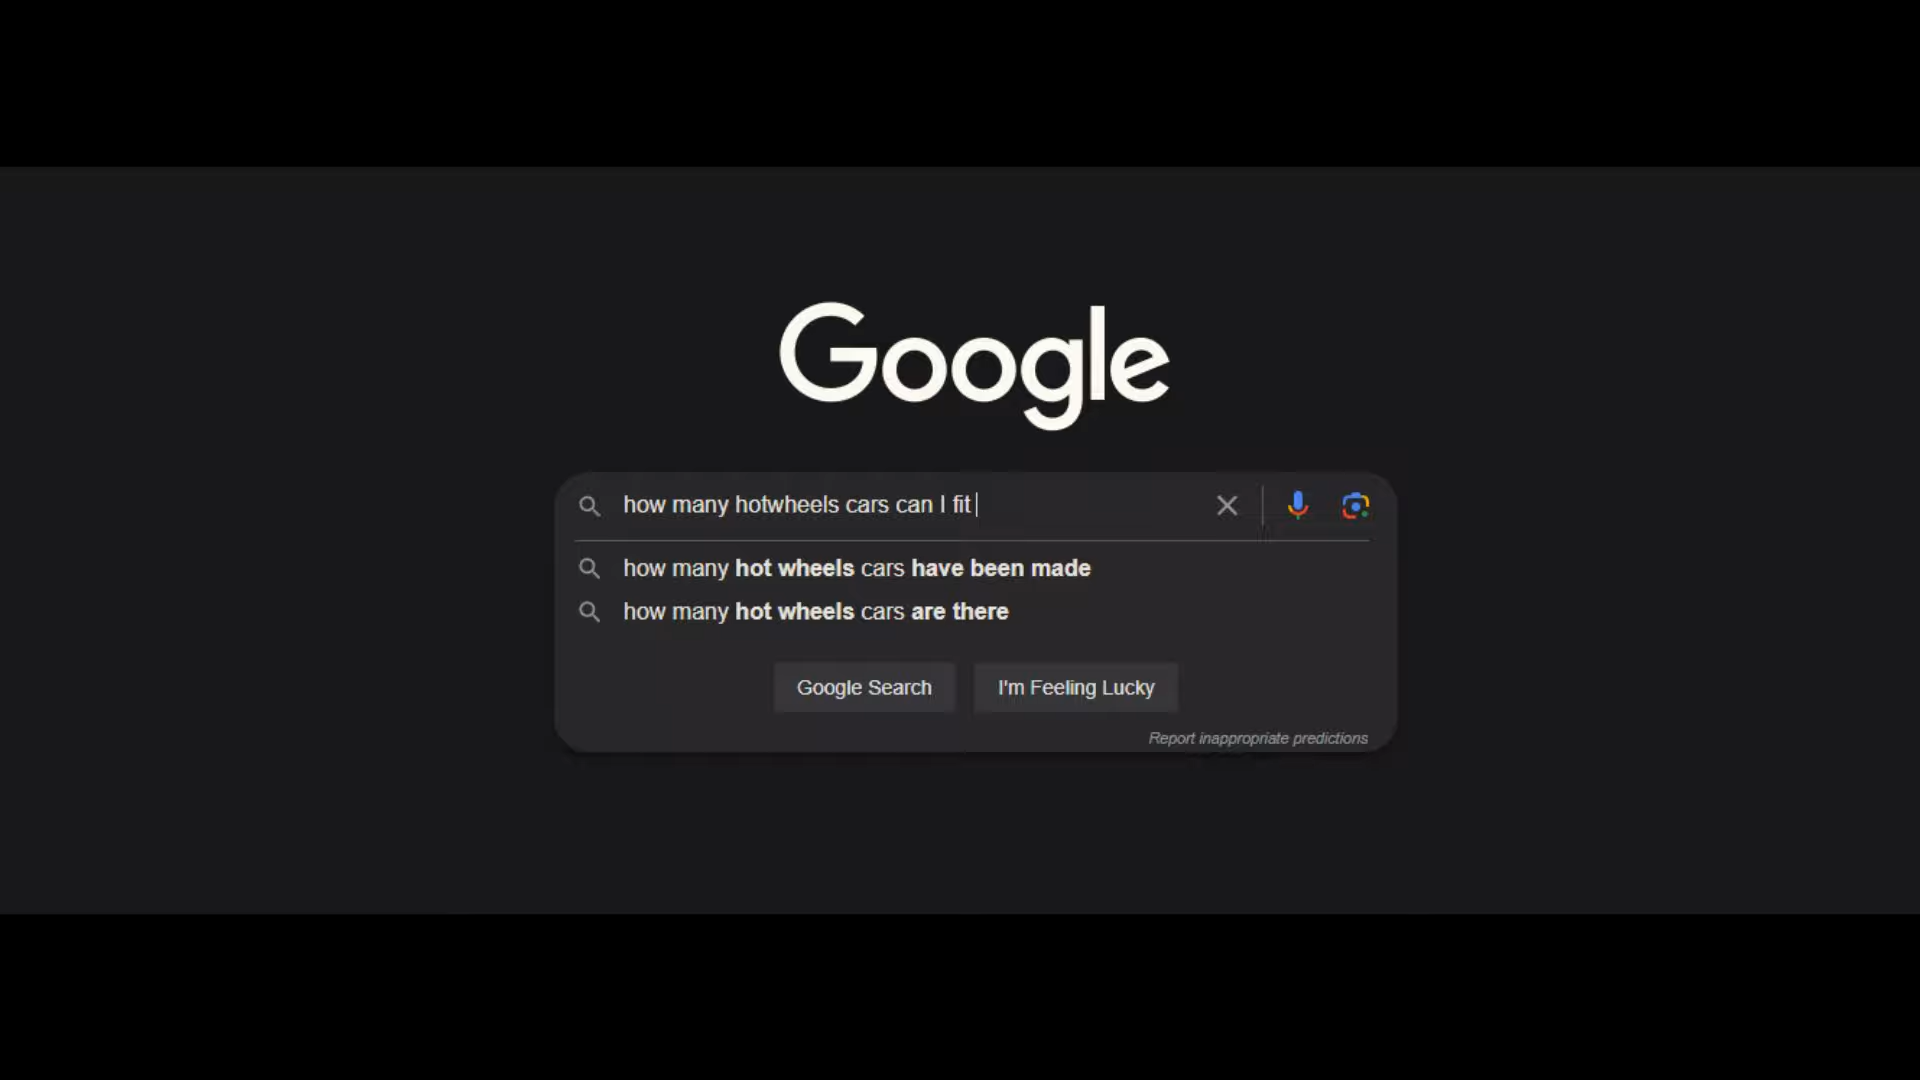 Google
how many hotwheels cars can I fit
how many hot wheels cars have been made
how many hot wheels cars are there
Google Search
I'm Feeling Lucky
Report inappropriate predictions